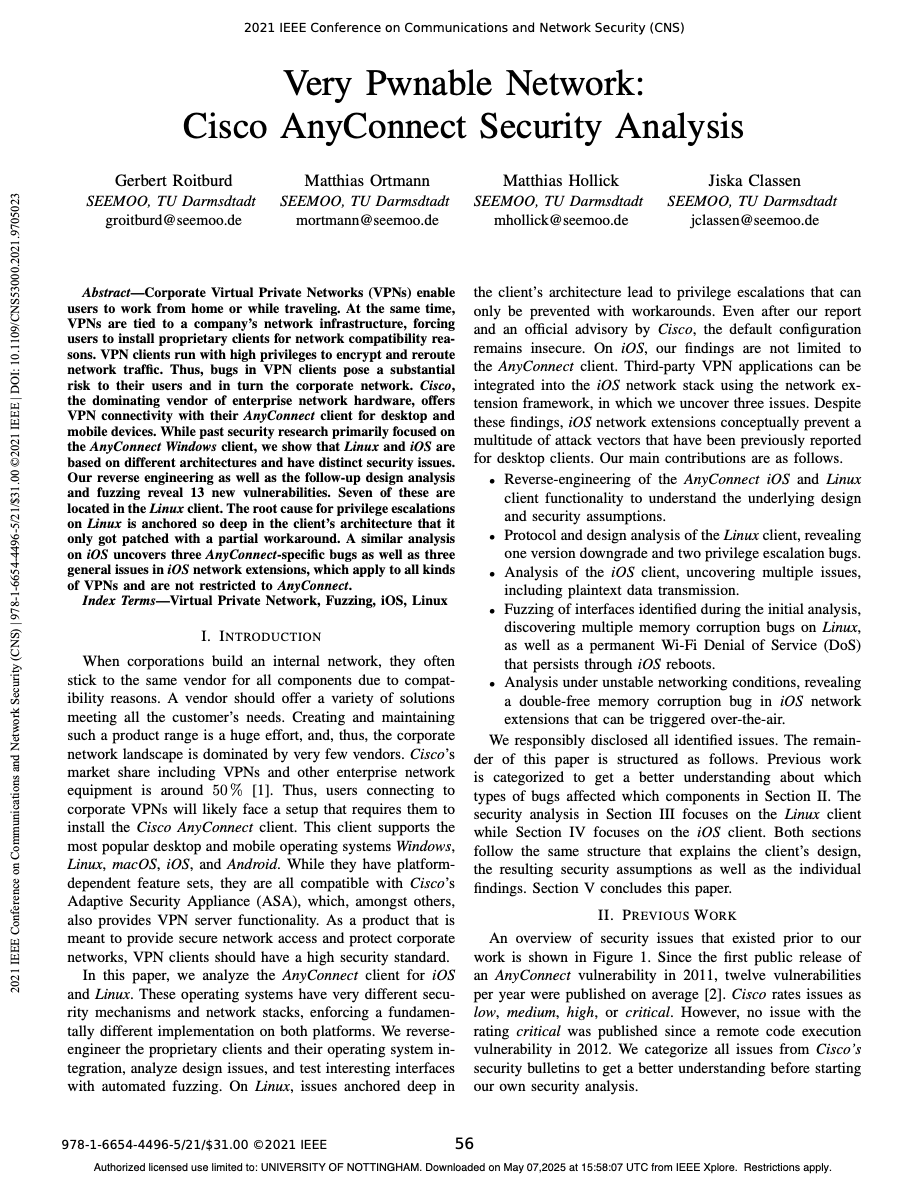 2021 IEEE Conference on Communications and Network Security (CNS)
Very Pwnable Network:
Cisco AnyConnect Security Analysis
Gerbert Roitburd
SEEMOO, TU Darmsdtadt
groitburd@seemoo.de
Matthias Ortmann
SEEMOO, TU Darmsdtadt
mortmann@seemoo.de
Matthias Hollick
SEEMOO, TU Darmsdtadt
mhollick@seemoo.de
Jiska Classen
SEEMOO, TU Darmsdtadt
jclassen@seemoo.de
2021 IEEE Conference on Communications and Network Security (CNS) | 978-1-6654-4496-5/21/$31.00 ©2021 IEEE | DOI: 10.1109/CNS53000.2021.9705023
Abstract—Corporate Virtual Private Networks (VPNs) enable
users to work from home or while traveling. At the same time,
VPNs are tied to a company's network infrastructure, forcing
users to install proprietary clients for network compatibility rea-
sons. VPN clients run with high privileges to encrypt and reroute
network traffic. Thus, bugs in VPN clients pose a substantial
risk to their users and in turn the corporate network. Cisco,
the dominating vendor of enterprise network hardware, offers
VPN connectivity with their AnyConnect client for desktop and
mobile devices. While past security research primarily focused on
the AnyConnect Windows client, we show that Linux and iOS are
based on different architectures and have distinct security issues.
Our reverse engineering as well as the follow-up design analysis
and fuzzing reveal 13 new vulnerabilities. Seven of these are
located in the Linux client. The root cause for privilege escalations
on Linux is anchored so deep in the client's architecture that it
only got patched with a partial workaround. A similar analysis
on iOS uncovers three AnyConnect-specific bugs as well as three
general issues in iOS network extensions, which apply to all kinds
of VPNs and are not restricted to AnyConnect.
Index Terms—Virtual Private Network, Fuzzing, iOS, Linux
I. INTRODUCTION
When corporations build an internal network, they often
stick to the same vendor for all components due to compat-
ibility reasons. A vendor should offer a variety of solutions
meeting all the customer's needs. Creating and maintaining
such a product range is a huge effort, and, thus, the corporate
network landscape is dominated by very few vendors. Cisco's
market share including VPNs and other enterprise network
equipment is around 50 % [1]. Thus, users connecting to
corporate VPNs will likely face a setup that requires them to
install the Cisco AnyConnect client. This client supports the
most popular desktop and mobile operating systems Windows,
Linux, macOS, iOS, and Android. While they have platform-
dependent feature sets, they are all compatible with Cisco's
Adaptive Security Appliance (ASA), which, amongst others,
also provides VPN server functionality. As a product that is
meant to provide secure network access and protect corporate
networks, VPN clients should have a high security standard.
In this paper, we analyze the AnyConnect client for iOS
and Linux. These operating systems have very different secu-
rity mechanisms and network stacks, enforcing a fundamen-
tally different implementation on both platforms. We reverse-
engineer the proprietary clients and their operating system in-
tegration, analyze design issues, and test interesting interfaces
with automated fuzzing. On Linux, issues anchored deep in
the client's architecture lead to privilege escalations that can
only be prevented with workarounds. Even after our report
and an official advisory by Cisco, the default configuration
remains insecure. On iOS, our findings are not limited to
the AnyConnect client. Third-party VPN applications can be
integrated into the iOS network stack using the network ex-
tension framework, in which we uncover three issues. Despite
these findings, iOS network extensions conceptually prevent a
multitude of attack vectors that have been previously reported
for desktop clients. Our main contributions are as follows.
• Reverse-engineering of the AnyConnect iOS and Linux
client functionality to understand the underlying design
and security assumptions.
• Protocol and design analysis of the Linux client, revealing
one version downgrade and two privilege escalation bugs.
• Analysis of the iOS client, uncovering multiple issues,
including plaintext data transmission.
• Fuzzing of interfaces identified during the initial analysis,
discovering multiple memory corruption bugs on Linux,
as well as a permanent Wi-Fi Denial of Service (DoS)
that persists through iOS reboots.
• Analysis under unstable networking conditions, revealing
a double-free memory corruption bug in iOS network
extensions that can be triggered over-the-air.
We responsibly disclosed all identified issues. The remain-
der of this paper is structured as follows. Previous work
is categorized to get a better understanding about which
types of bugs affected which components in Section II. The
security analysis in Section III focuses on the Linux client
while Section IV focuses on the iOS client. Both sections
follow the same structure that explains the client's design,
the resulting security assumptions as well as the individual
findings. Section V concludes this paper.
II. PREVIOUS WORK
An overview of security issues that existed prior to our
work is shown in Figure 1. Since the first public release of
an AnyConnect vulnerability in 2011, twelve vulnerabilities
per year were published on average [2]. Cisco rates issues as
low, medium, high, or critical. However, no issue with the
rating critical was published since a remote code execution
vulnerability in 2012. We categorize all issues from Cisco's
security bulletins to get a better understanding before starting
our own security analysis.
978-1-6654-4496-5/21/$31.00 ©2021 IEEE
56
Authorized licensed use limited to: UNIVERSITY OF NOTTINGHAM. Downloaded on May 07,2025 at 15:58:07 UTC from IEEE Xplore. Restrictions apply.